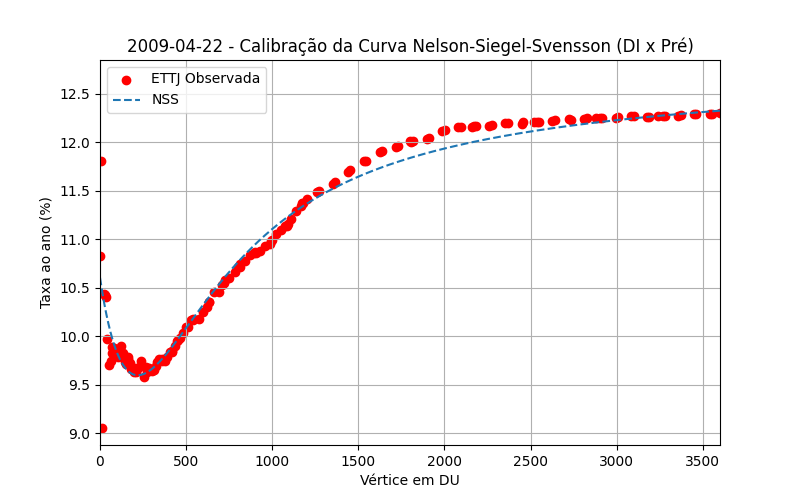 2009-04-22 - Calibração da Curva Nelson-Siegel-Svensson (DI x Pré)
ETTJ Observada
NSS
Taxa ao ano (%)
12.5
12.0
11.5
11.0
10.5
10.0
9.5
9.0
0 500 1000 1500 2000 2500 3000 3500
Vértice em DU